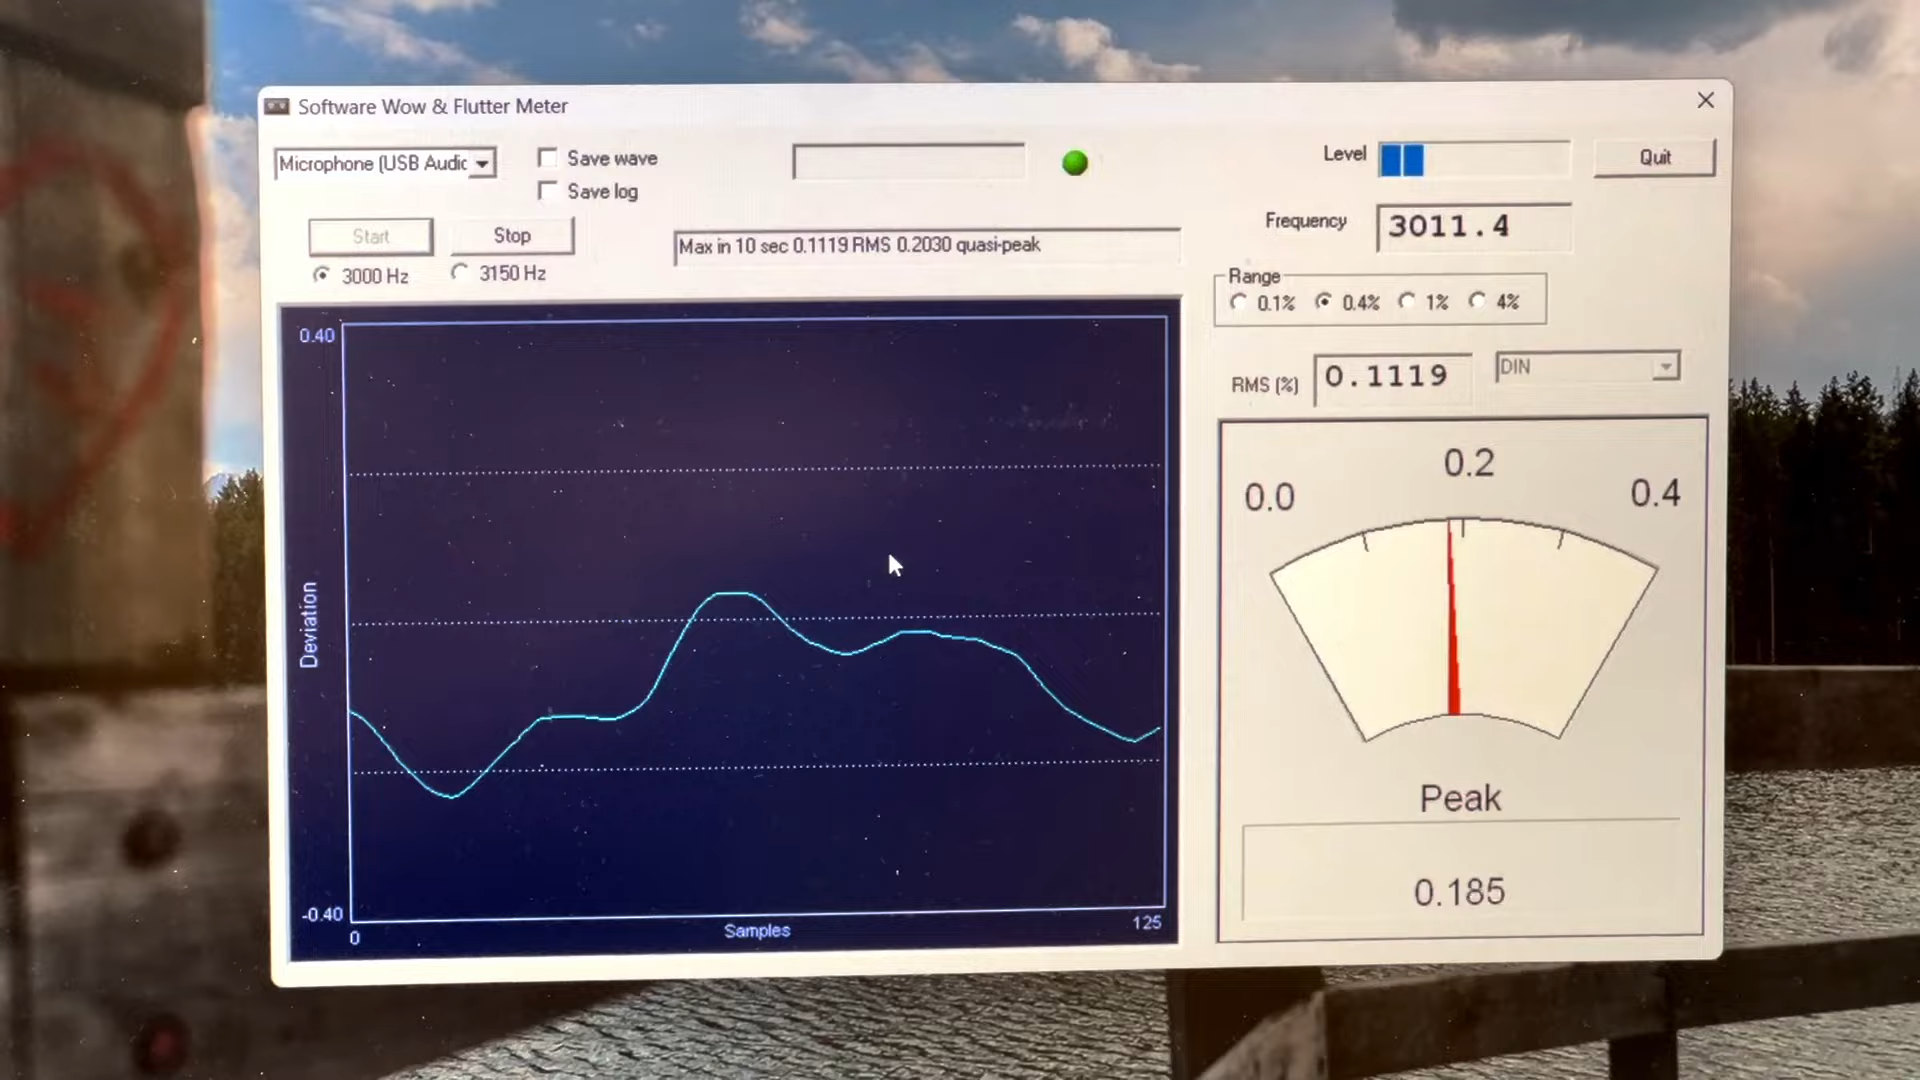 Software Wow & Flutter Meter
Microphone (USB Audic
Save wave
Save log
Level
Quit
Frequency
3011.4
Start
Stop
3000 Hz
3150 Hz
Max in 10 sec 0.1119 RMS 0.2030 quasi-peak
Range
0.1%
0.4%
1%
4%
RMS (%)
0.1119
DIN
0.40
Deviation
-0.40
0
Samples
125
0.0
0.2
0.4
Peak
0.185